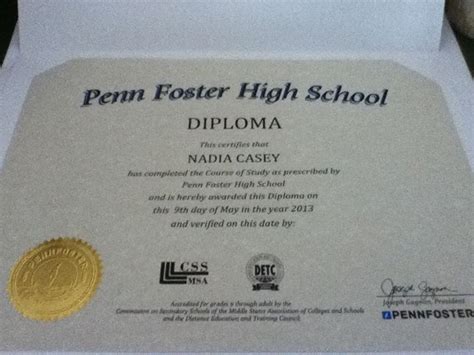 Penn Foster High School
DIPLOMA
This certifies that
NADIA CASEY
has completed the Course of Study as prescribed by
Penn Foster High School
and is hereby awarded this Diploma on
this 9th day of May in the year 2013
and verified on this date by:
PENN FOSTER
CSS
MSA
DETC
Joseph Gagnon, President
PENNFOSTER
Accredited for grades 9 through adult by the
Commission on Secondary Schools of the Middle States Association of Colleges and Schools
and the Distance Education and Training Council.